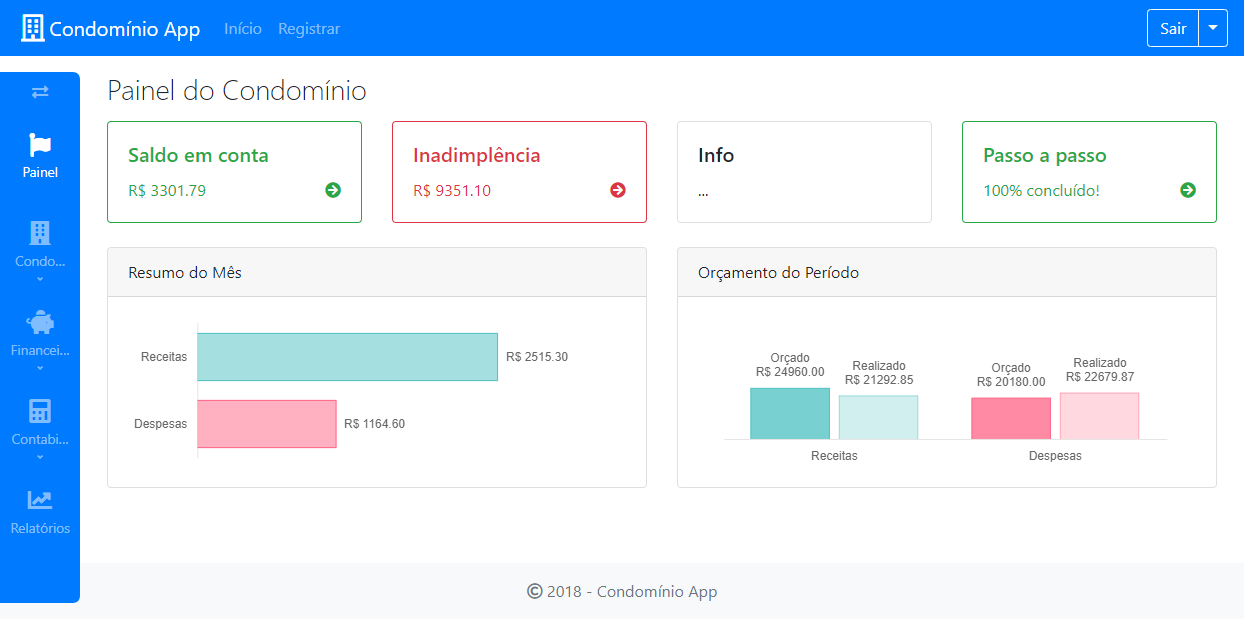 Condomínio App
Início
Registrar
Sair
Painel
Condo...
Financei...
Contabi...
Relatórios
Painel do Condomínio
Saldo em conta
R$ 3301.79
Inadimplência
R$ 9351.10
Info
...
Passo a passo
100% concluído!
Resumo do Mês
Receitas
R$ 2515.30
Despesas
R$ 1164.60
Orçamento do Período
Orçado
R$ 24960.00
Realizado
R$ 21292.85
Orçado
R$ 20180.00
Realizado
R$ 22679.87
Receitas
Despesas
© 2018 - Condomínio App